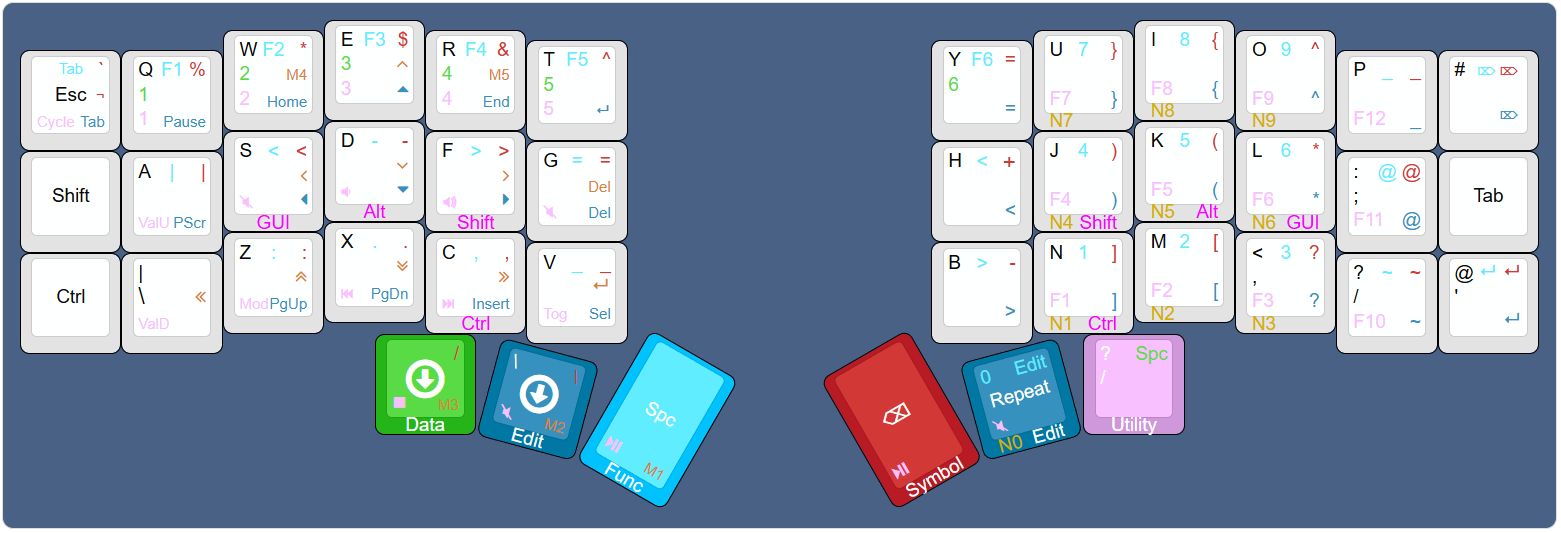 Tab `
Esc ¬
Cycle Tab
Q F1 %
1
1 Pause
W F2 *
2 M4
2 Home
E F3 $
3
3
R F4 &
4 M5
4 End
T F5 ^
5
5
Y F6 =
6
=
U 7 }
F7 }
N7
I 8 {
F8 {
N8
O 9 ^
F9 ^
N9
P _ _
F12 _
#
Shift
A | |
ValU PScr
S < <
GUI
D - -
Alt
F > >
Shift
G = =
Del
Del
H < +
<
J 4 )
F4 )
N4 Shift
K 5 (
F5 (
N5 Alt
L 6 *
F6 *
N6 GUI
: @ @
;
F11 @
Tab
Ctrl
|
\
ValD
Z : :
Mod PgUp
X . .
PgDn
C , ,
Insert
Ctrl
V _ _
Tog Sel
B > -
>
N 1 ]
F1 ]
N1 Ctrl
M 2 [
F2 [
N2
< 3 ?
,
F3 ?
N3
? ~ ~
/
F10 ~
@
'
/
M3
Data
| |
M2
Edit
Spc
M1
Func
Symbol
0 Edit
Repeat
N0 Edit
? Spc
/
Utility